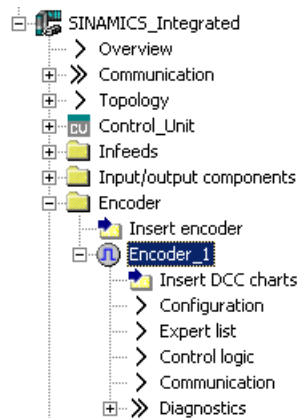 SINAMICS_Integrated
Overview
Communication
Topology
CU Control_Unit
Infeeds
Input/output components
Encoder
Insert encoder
Encoder_1
Insert DCC charts
Configuration
Expert list
Control logic
Communication
Diagnostics